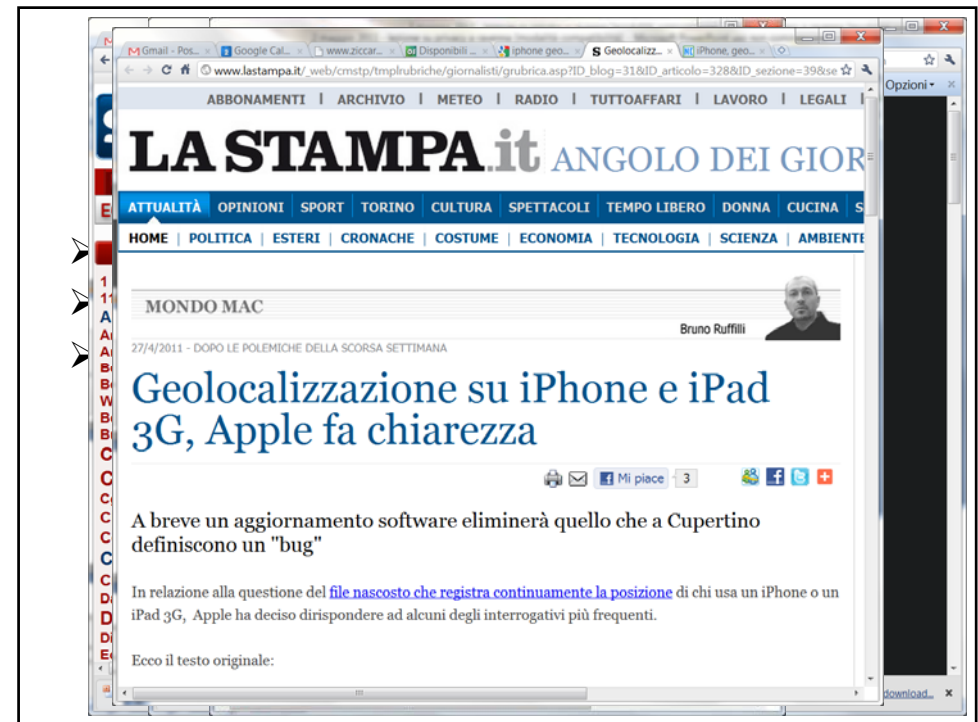 Gmail - Pos...
Google Cal...
www.ziccar...
Disponibili ...
iphone geo...
Geolocalizz...
iPhone, geo...
www.lastampa.it/_web/cmstp/tmplrubriche/giornalisti/grubrica.asp?ID_blog=31&ID_articolo=328&ID_sezione=39&se
Opzioni
ABBONAMENTI | ARCHIVIO | METEO | RADIO | TUTTOAFFARI | LAVORO | LEGALI |
LA STAMPA.it ANGOLO DEI GIOR
ATTUALITÀ OPINIONI SPORT TORINO CULTURA SPETTACOLI TEMPO LIBERO DONNA CUCINA S
HOME | POLITICA | ESTERI | CRONACHE | COSTUME | ECONOMIA | TECNOLOGIA | SCIENZA | AMBIENTE
MONDO MAC
Bruno Ruffilli
27/4/2011 - DOPO LE POLEMICHE DELLA SCORSA SETTIMANA
Geolocalizzazione su iPhone e iPad
3G, Apple fa chiarezza
Mi piace 3
A breve un aggiornamento software eliminerà quello che a Cupertino
definiscono un "bug"
In relazione alla questione del file nascosto che registra continuamente la posizione di chi usa un iPhone o un
iPad 3G, Apple ha deciso dirispondere ad alcuni degli interrogativi più frequenti.
Ecco il testo originale:
download...